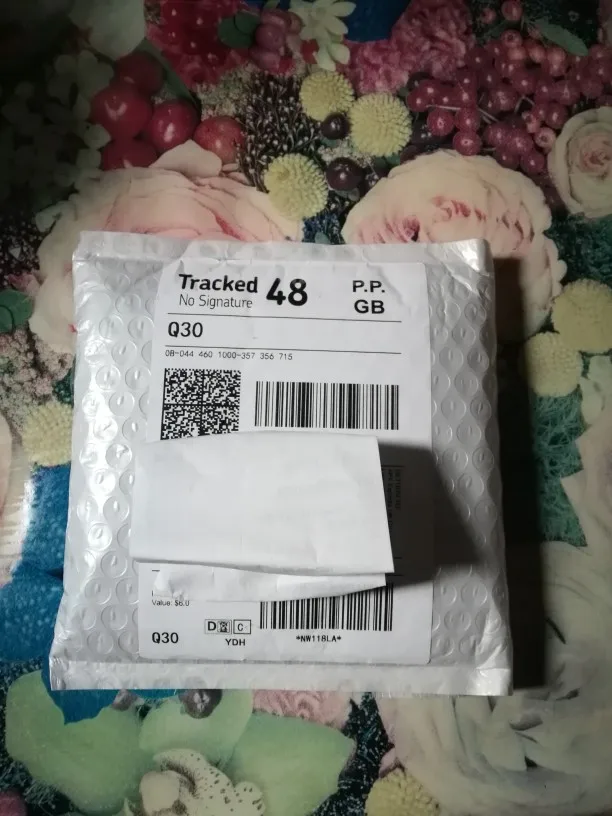 Tracked 48
No Signature
P.P.
GB
Q30
0B-044 460 1000-357 356 715
Value: $6.0
Q30
D C
YDH
*NW118LA*